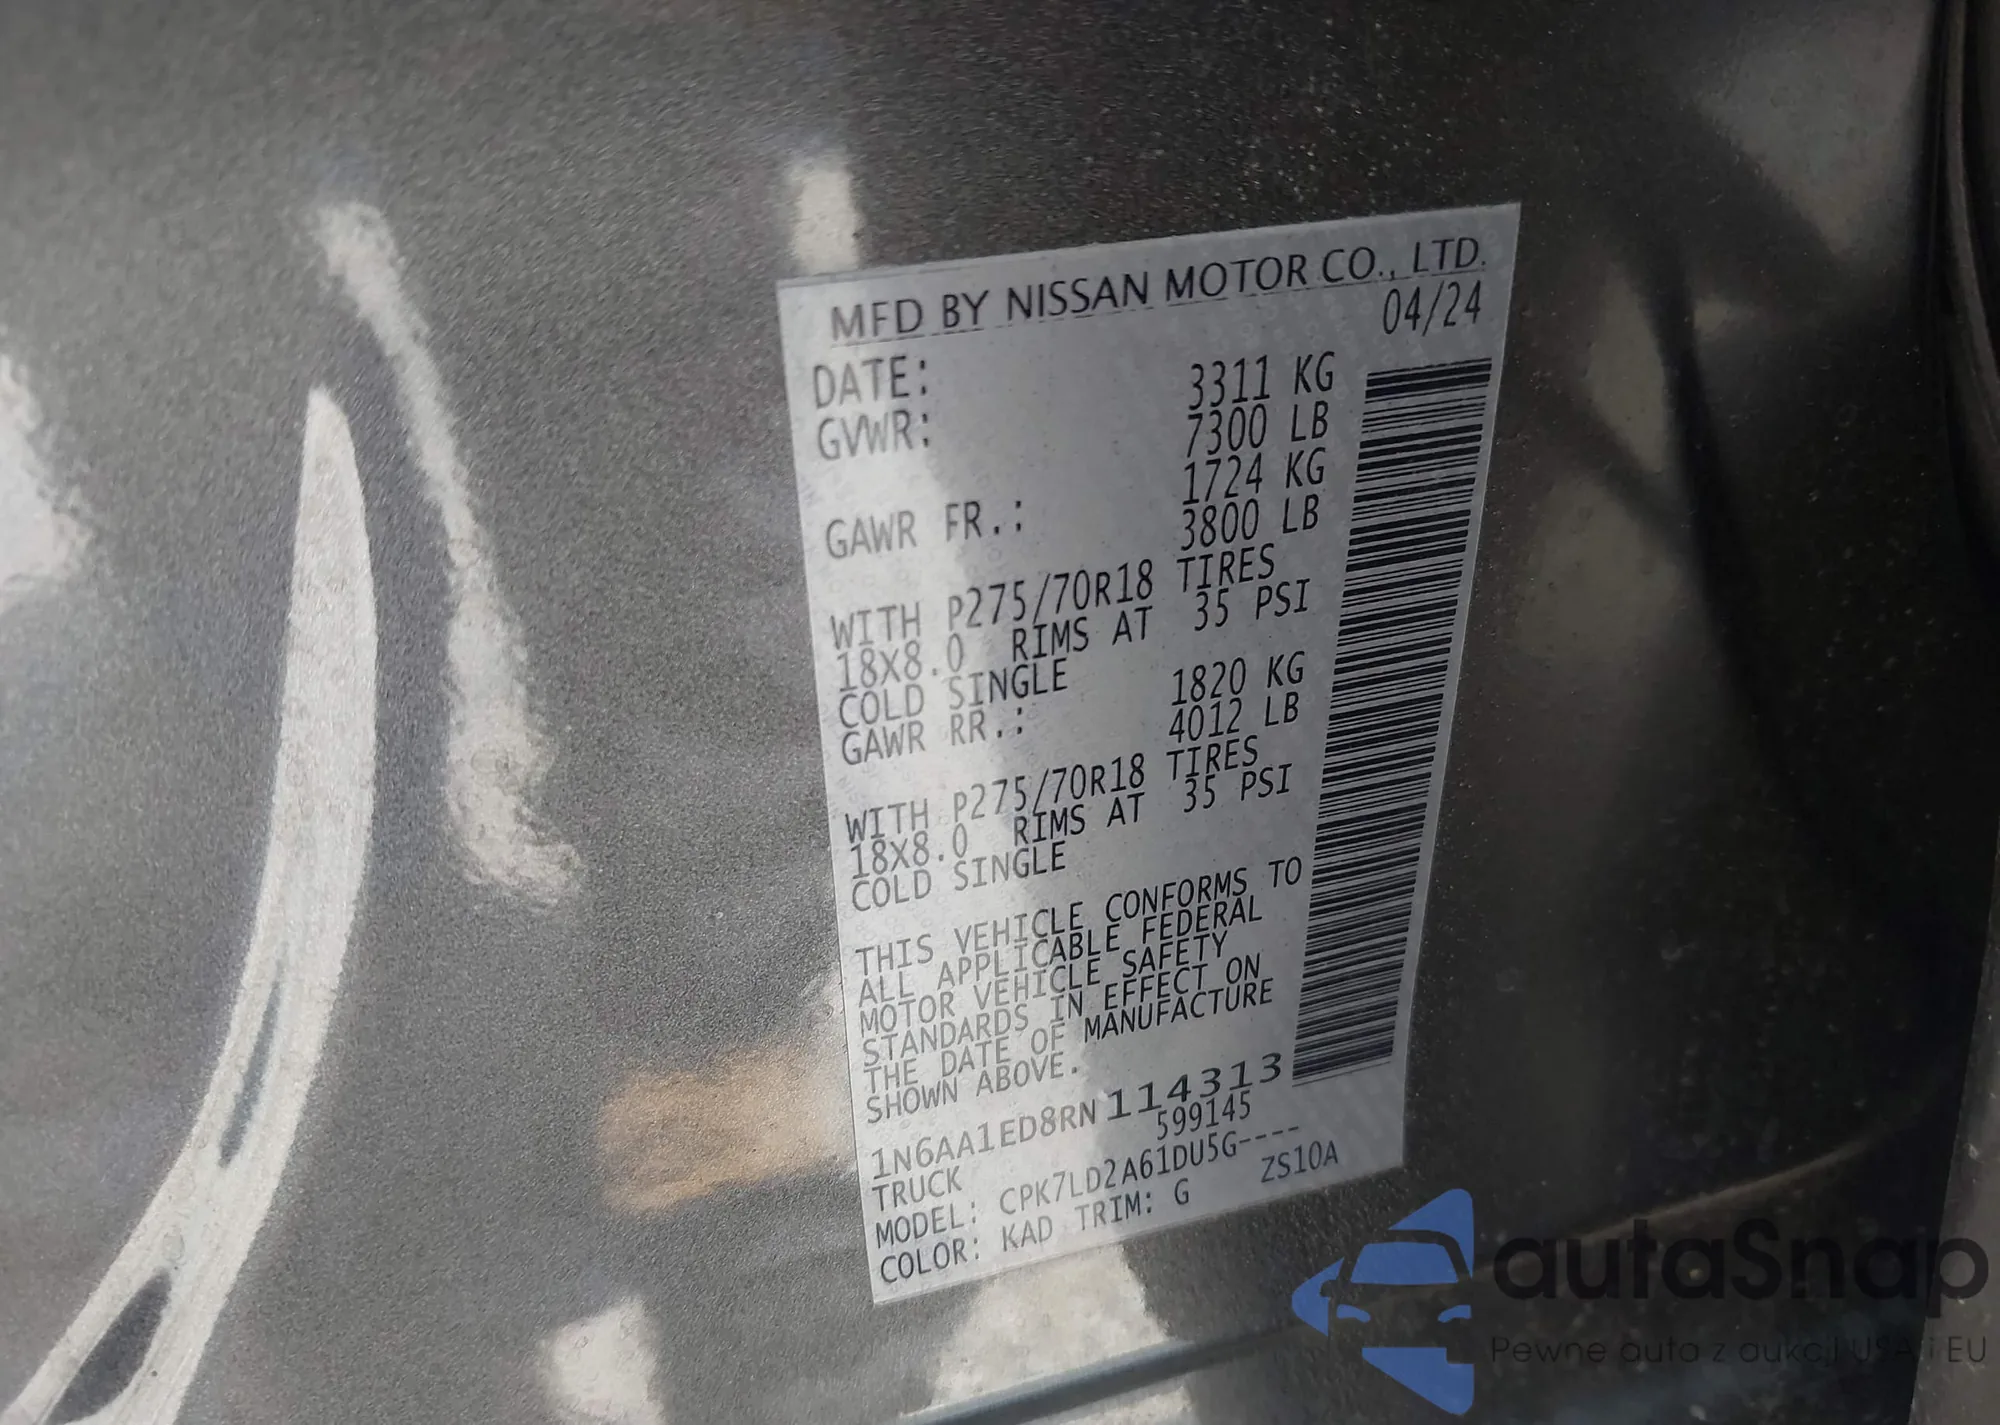 MFD BY NISSAN MOTOR CO., LTD.
DATE: 04/24
GVWR: 3311 KG
7300 LB
GAWR FR.: 1724 KG
3800 LB
WITH P275/70R18 TIRES
18X8.0 RIMS AT 35 PSI
COLD SINGLE
GAWR RR.: 1820 KG
4012 LB
WITH P275/70R18 TIRES
18X8.0 RIMS AT 35 PSI
COLD SINGLE
THIS VEHICLE CONFORMS TO
ALL APPLICABLE FEDERAL
MOTOR VEHICLE SAFETY
STANDARDS IN EFFECT ON
THE DATE OF MANUFACTURE
SHOWN ABOVE.
1N6AA1ED8RN114313
TRUCK 599145
MODEL: CPK7LD2A61DU5G----
COLOR: KAD TRIM: G ZS10A
autaSnap
Pewne auta z aukcji USA i EU